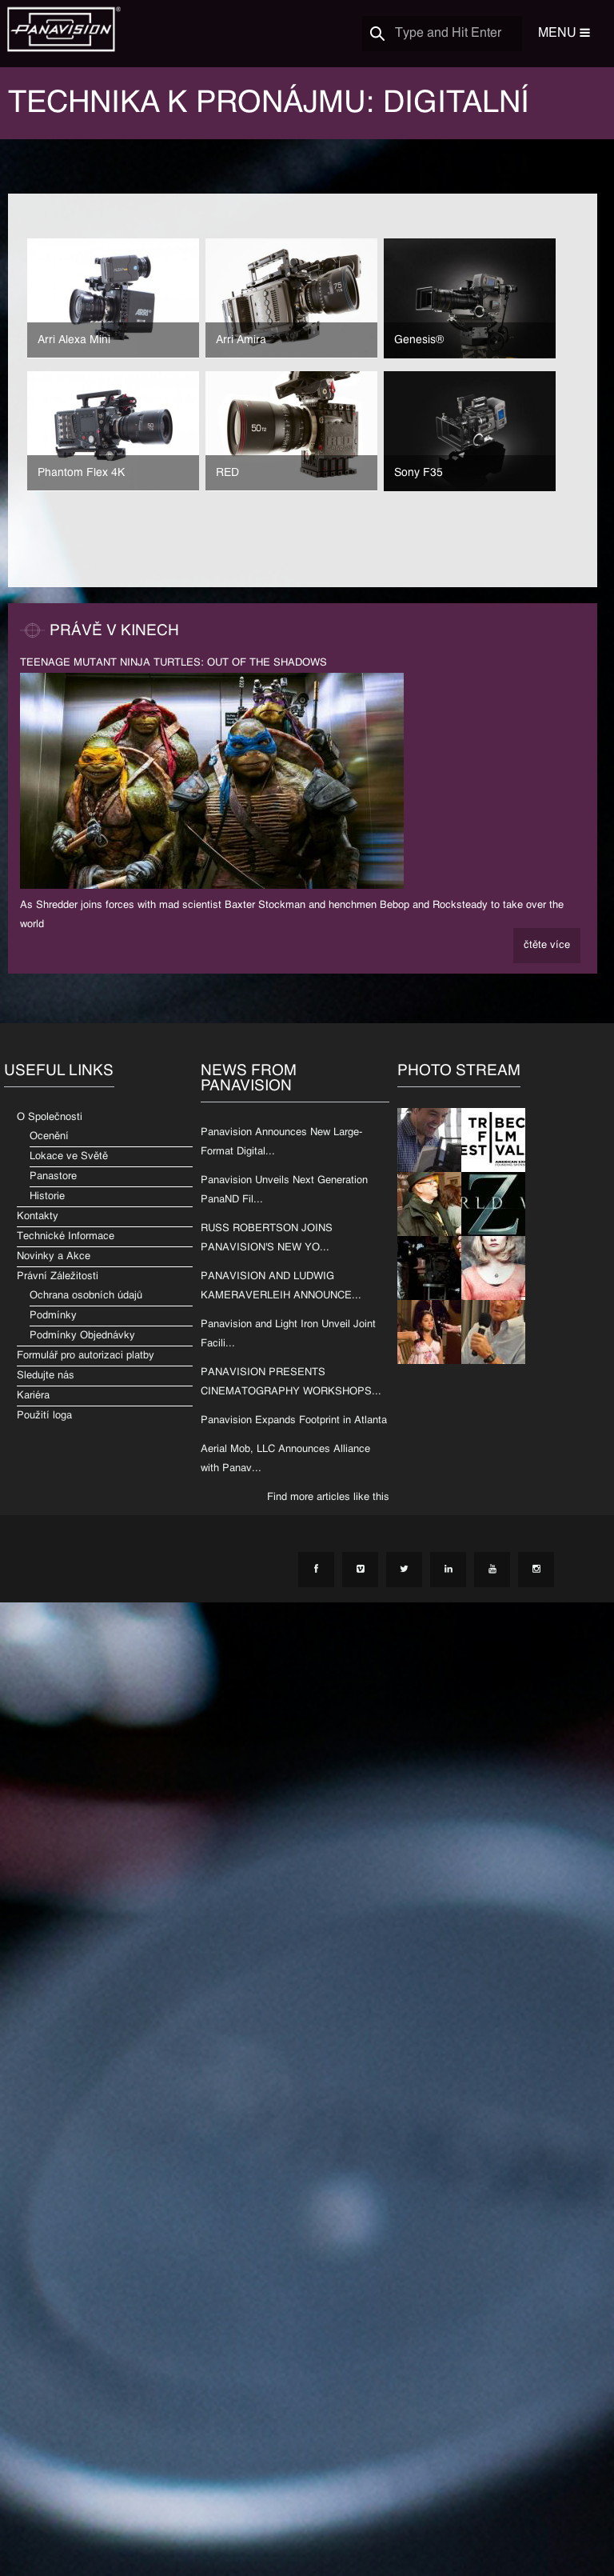 PANAVISION®
Type and Hit Enter
MENU
TECHNIKA K PRONÁJMU: DIGITALNÍ
Arri Alexa Mini
Arri Amira
Genesis®
Phantom Flex 4K
RED
Sony F35
PRÁVĚ V KINECH
TEENAGE MUTANT NINJA TURTLES: OUT OF THE SHADOWS
As Shredder joins forces with mad scientist Baxter Stockman and henchmen Bebop and Rocksteady to take over the
world
čtěte více
USEFUL LINKS
O Společnosti
Ocenění
Lokace ve Světě
Panastore
Historie
Kontakty
Technické Informace
Novinky a Akce
Právní Záležitosti
Ochrana osobních údajů
Podmínky
Podmínky Objednávky
Formulář pro autorizaci platby
Sledujte nás
Kariéra
Použití loga
NEWS FROM
PANAVISION
Panavision Announces New Large-
Format Digital...
Panavision Unveils Next Generation
PanaND Fil...
RUSS ROBERTSON JOINS
PANAVISION'S NEW YO...
PANAVISION AND LUDWIG
KAMERAVERLEIH ANNOUNCE...
Panavision and Light Iron Unveil Joint
Facili...
PANAVISION PRESENTS
CINEMATOGRAPHY WORKSHOPS...
Panavision Expands Footprint in Atlanta
Aerial Mob, LLC Announces Alliance
with Panav...
Find more articles like this
PHOTO STREAM
TRIBEC
FILM
ESTIVAL
RLD W
Z